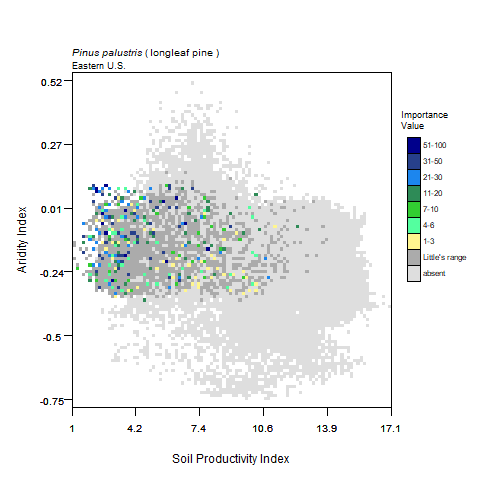 Pinus palustris ( longleaf pine )
Eastern U.S.
0.52
0.27
0.01
-0.24
-0.5
-0.75
Aridity Index
1 4.2 7.4 10.6 13.9 17.1
Soil Productivity Index
Importance
Value
51-100
31-50
21-30
11-20
7-10
4-6
1-3
Little's range
absent